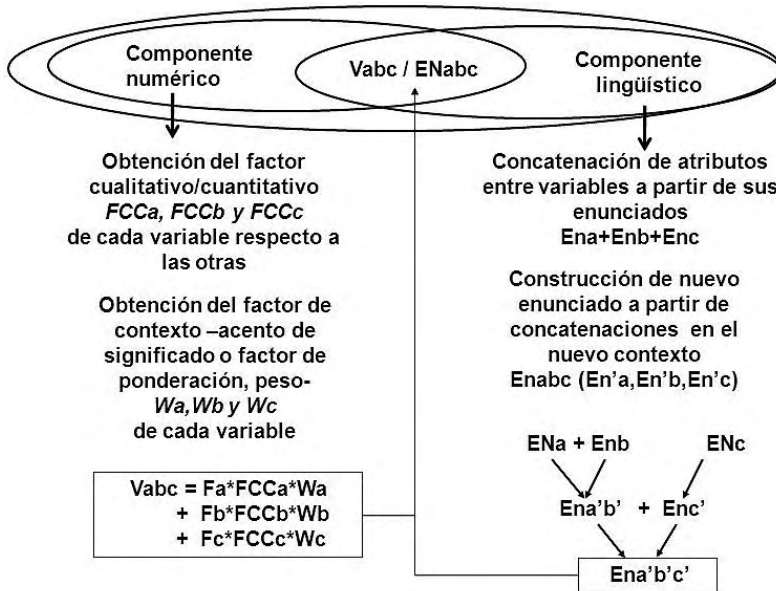 Componente
numérico
Vabc / ENabc
Componente
lingüístico
Obtención del factor
cualitativo/cuantitativo
FCCa, FCCb y FCCc
de cada variable respecto a
las otras
Obtención del factor de
contexto –acento de
significado o factor de
ponderación, peso-
Wa,Wb y Wc
de cada variable
Vabc = Fa*FCCa*Wa
+ Fb*FCCb*Wb
+ Fc*FCCc*Wc
Concatenación de atributos
entre variables a partir de sus
enunciados
Ena+Enb+Enc
Construcción de nuevo
enunciado a partir de
concatenaciones en el
nuevo contexto
Enabc (En’a,En’b,En’c)
ENa + Enb ENc
Ena’b’ + Enc’
Ena’b’c’